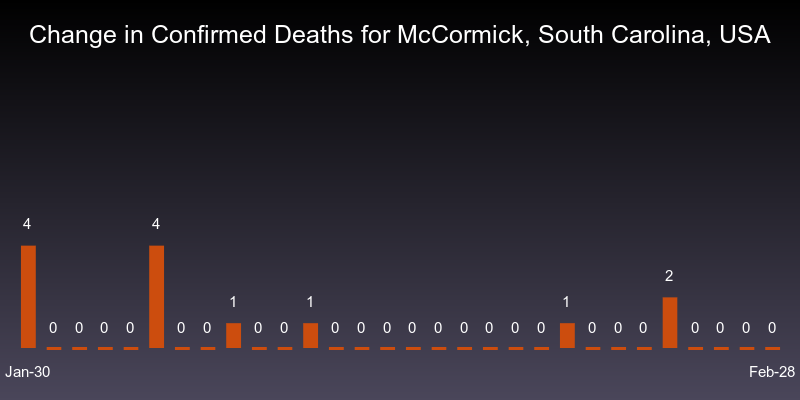 Change in Confirmed Deaths for McCormick, South Carolina, USA
4 0 0 0 0 4 0 0 1 0 0 1 0 0 0 0 0 0 0 0 0 1 0 0 0 2 0 0 0 0
Jan-30 Feb-28